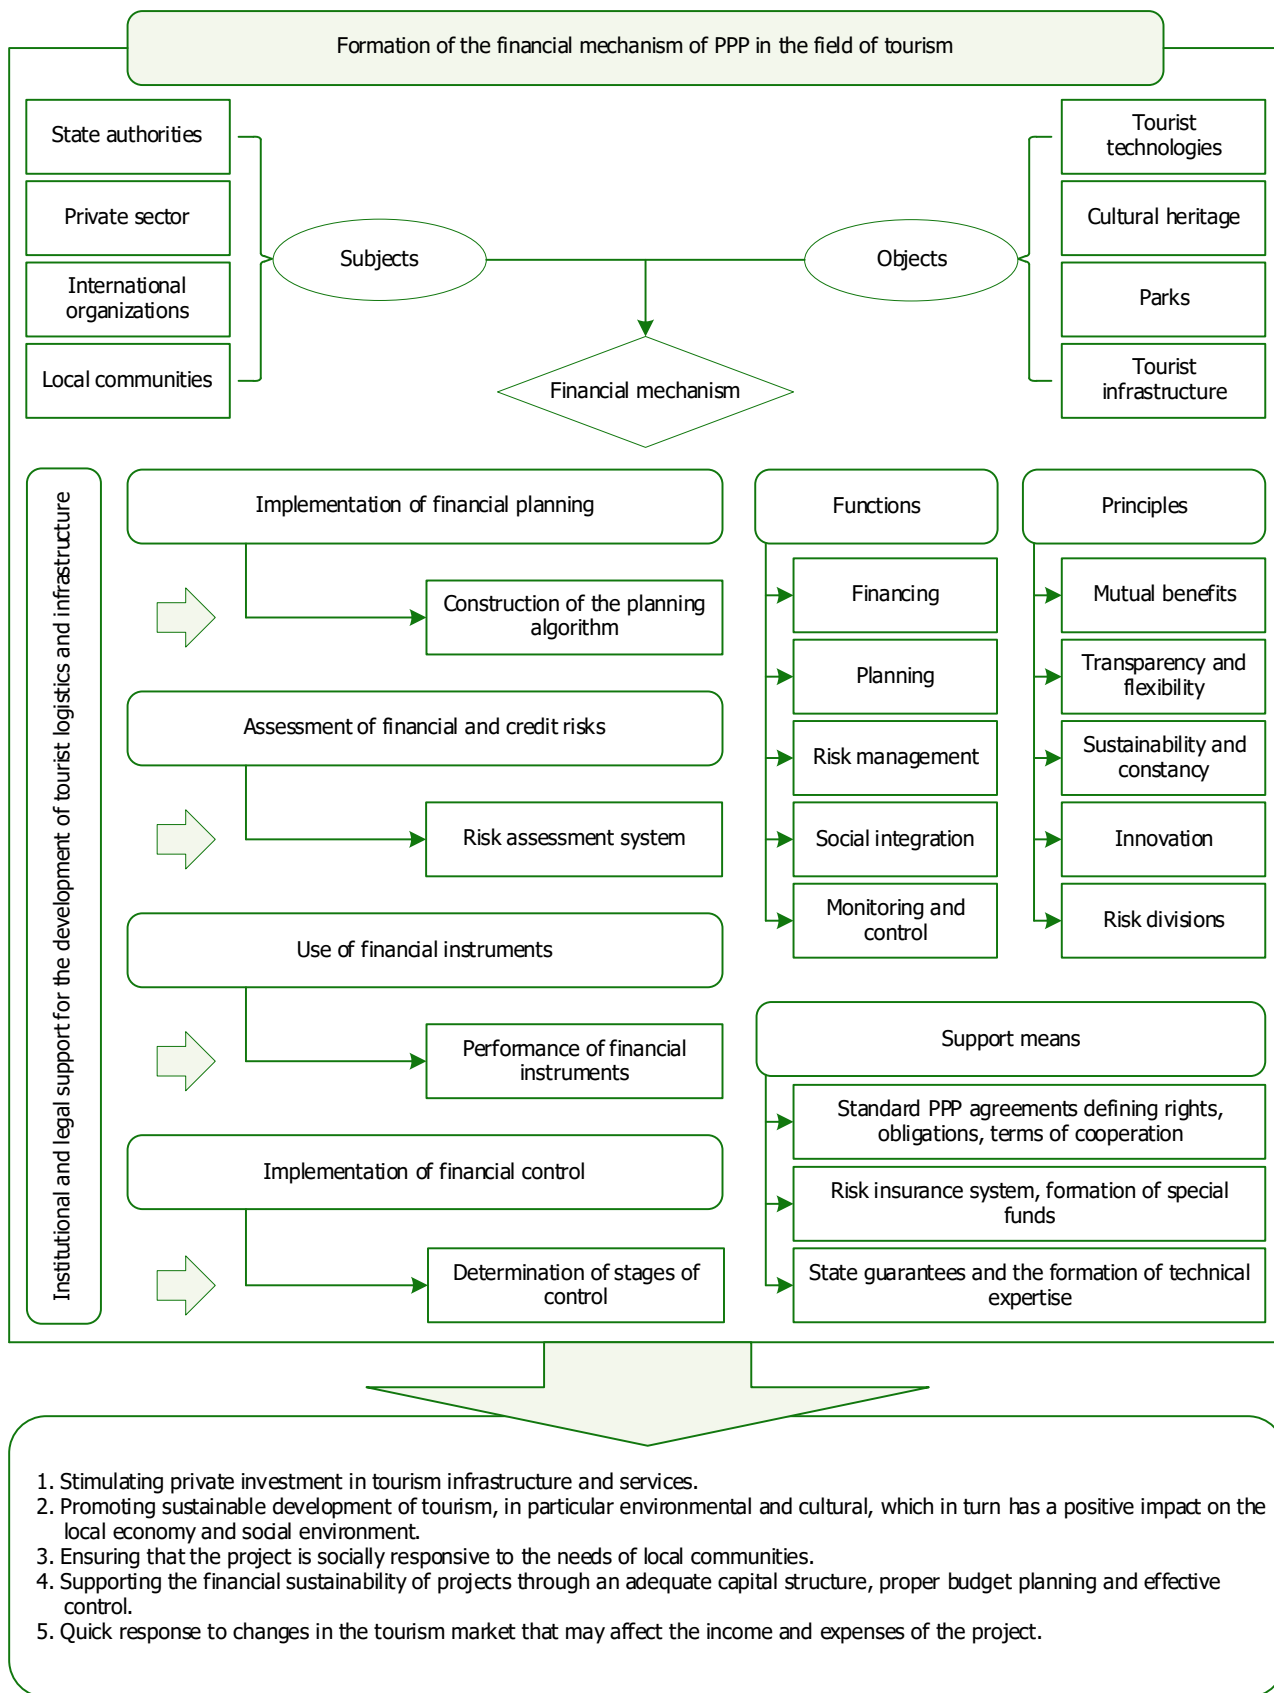 Formation of the financial mechanism of PPP in the field of tourism
State authorities
Private sector
International
organizations
Local communities
Subjects
Objects
Tourist
technologies
Cultural heritage
Parks
Tourist
infrastructure
Financial mechanism
Institutional and legal support for the development of tourist logistics and infrastructure
Implementation of financial planning
Construction of the planning
algorithm
Assessment of financial and credit risks
Risk assessment system
Use of financial instruments
Performance of financial
instruments
Implementation of financial control
Determination of stages of
control
Functions
Financing
Planning
Risk management
Social integration
Monitoring and
control
Principles
Mutual benefits
Transparency and
flexibility
Sustainability and
constancy
Innovation
Risk divisions
Support means
Standard PPP agreements defining rights,
obligations, terms of cooperation
Risk insurance system, formation of special
funds
State guarantees and the formation of technical
expertise
1. Stimulating private investment in tourism infrastructure and services.
2. Promoting sustainable development of tourism, in particular environmental and cultural, which in turn has a positive impact on the
local economy and social environment.
3. Ensuring that the project is socially responsive to the needs of local communities.
4. Supporting the financial sustainability of projects through an adequate capital structure, proper budget planning and effective
control.
5. Quick response to changes in the tourism market that may affect the income and expenses of the project.